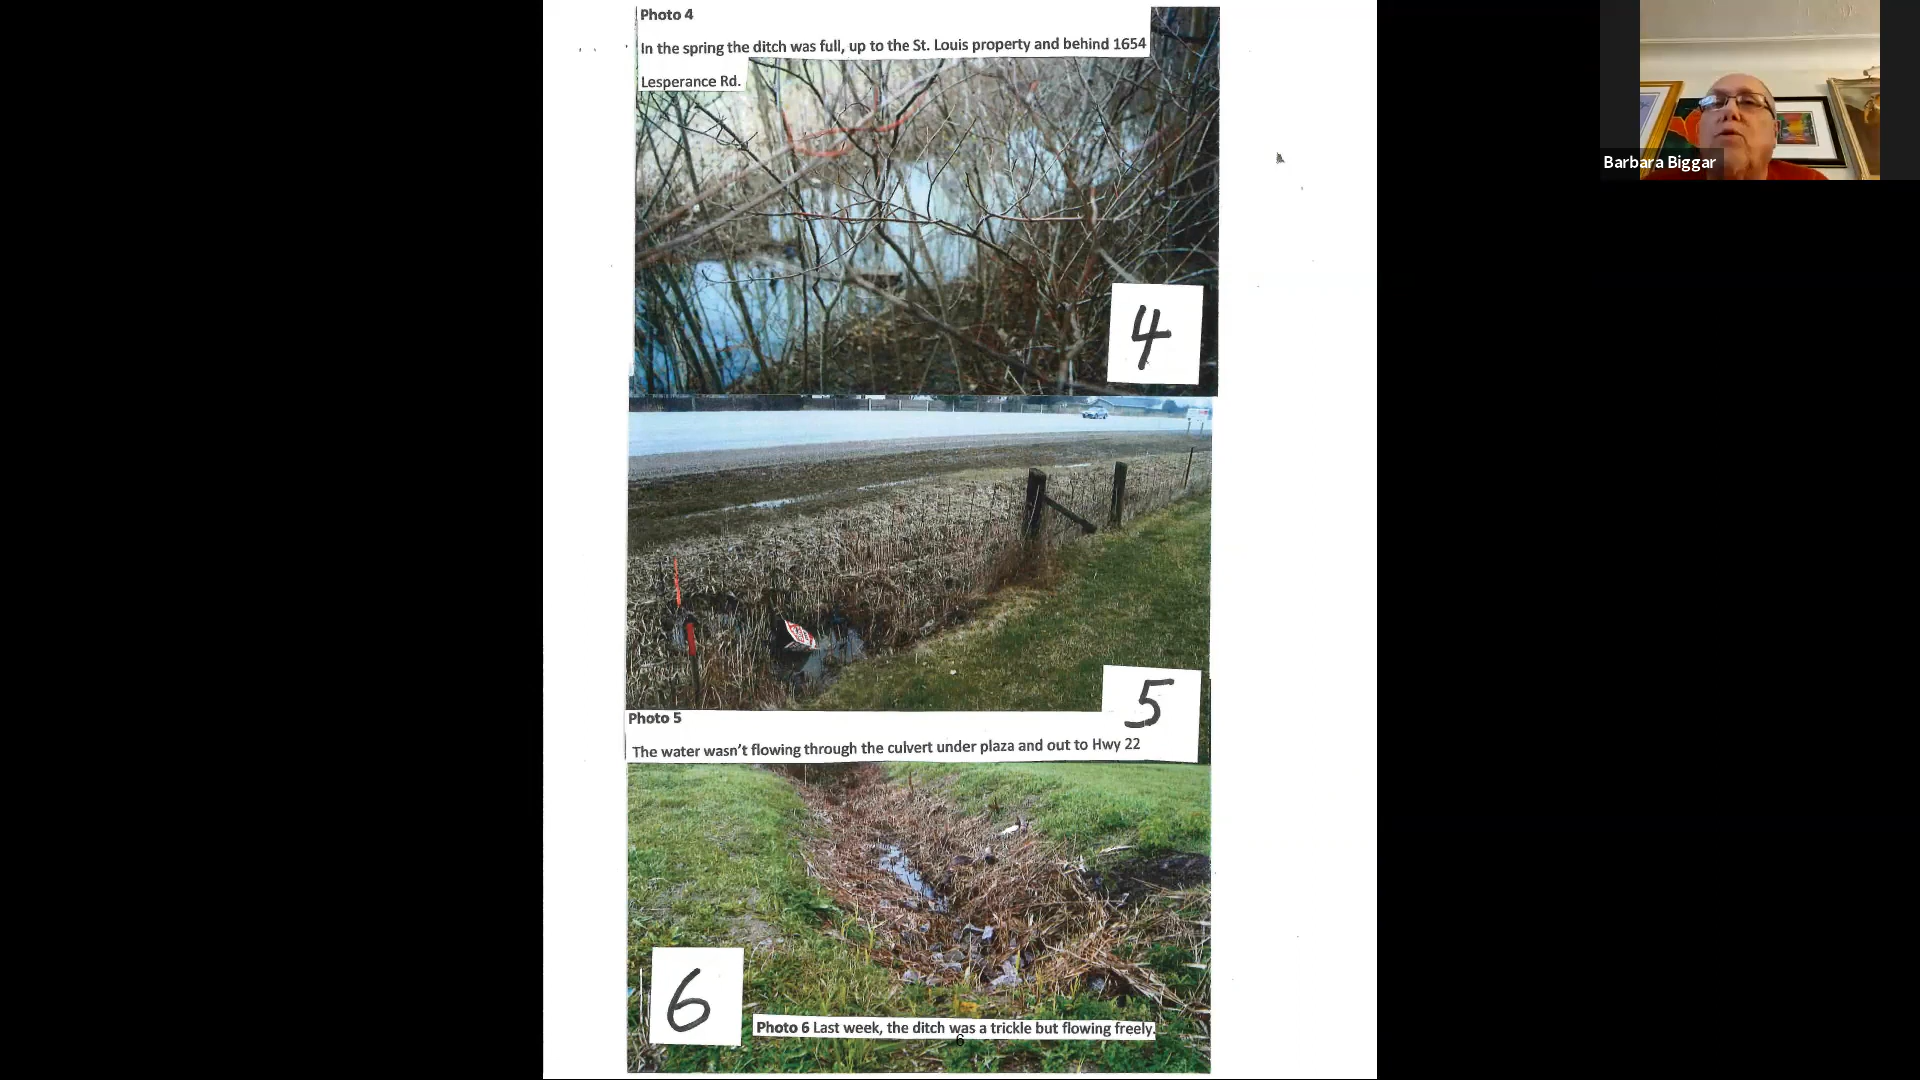 Photo 4
In the spring the ditch was full, up to the St. Louis property and behind 1654
Lesperance Rd.
4
Barbara Biggar
5
Photo 5
The water wasn't flowing through the culvert under plaza and out to Hwy 22
6
Photo 6 Last week, the ditch was a trickle but flowing freely.
6